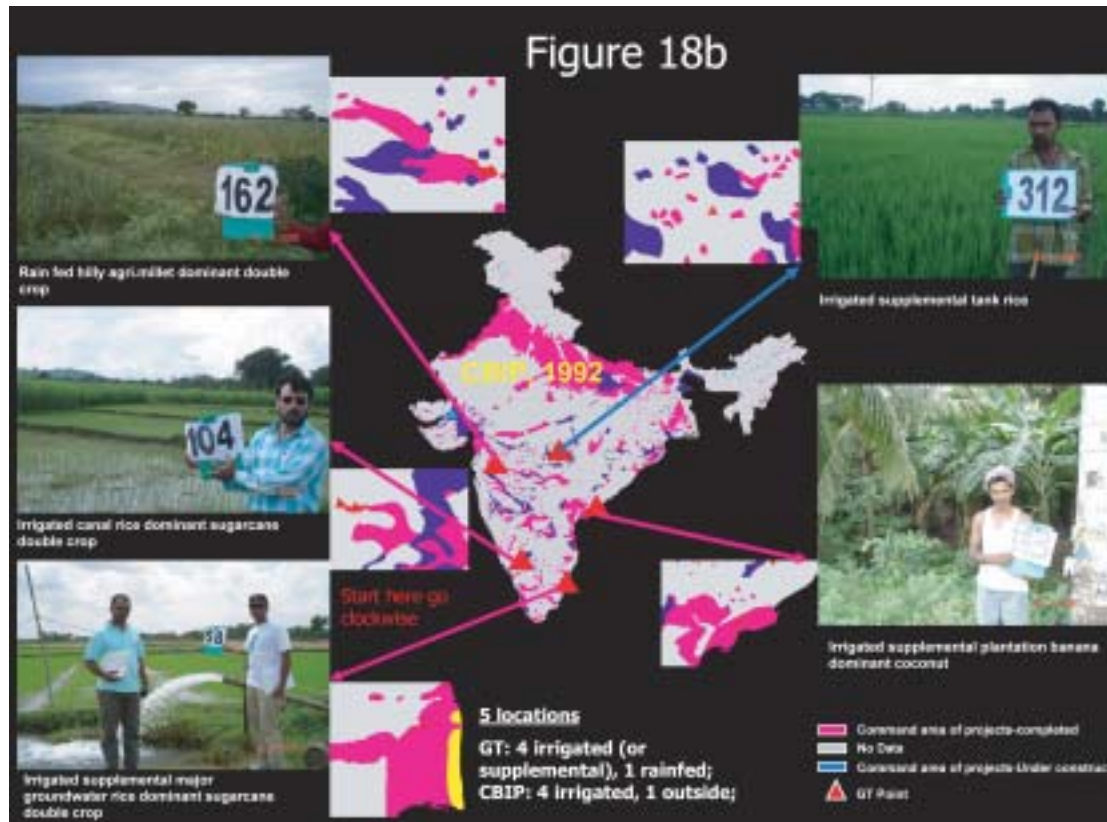 Figure 18b
162
Rain fed hilly agri.millet dominant double
crop
312
Irrigated supplemental tank rice
CBIP 1992
104
Irrigated canal rice dominant sugarcane
double crop
Start here go
clockwise
Irrigated supplemental plantation banana
dominant coconut
Irrigated supplemental major
groundwater rice dominant sugarcane
double crop
5 locations
GT: 4 irrigated (or
supplemental), 1 rainfed;
CBIP: 4 irrigated, 1 outside;
Command area of projects-completed
No Data
Command area of projects-Under construct
GT Point